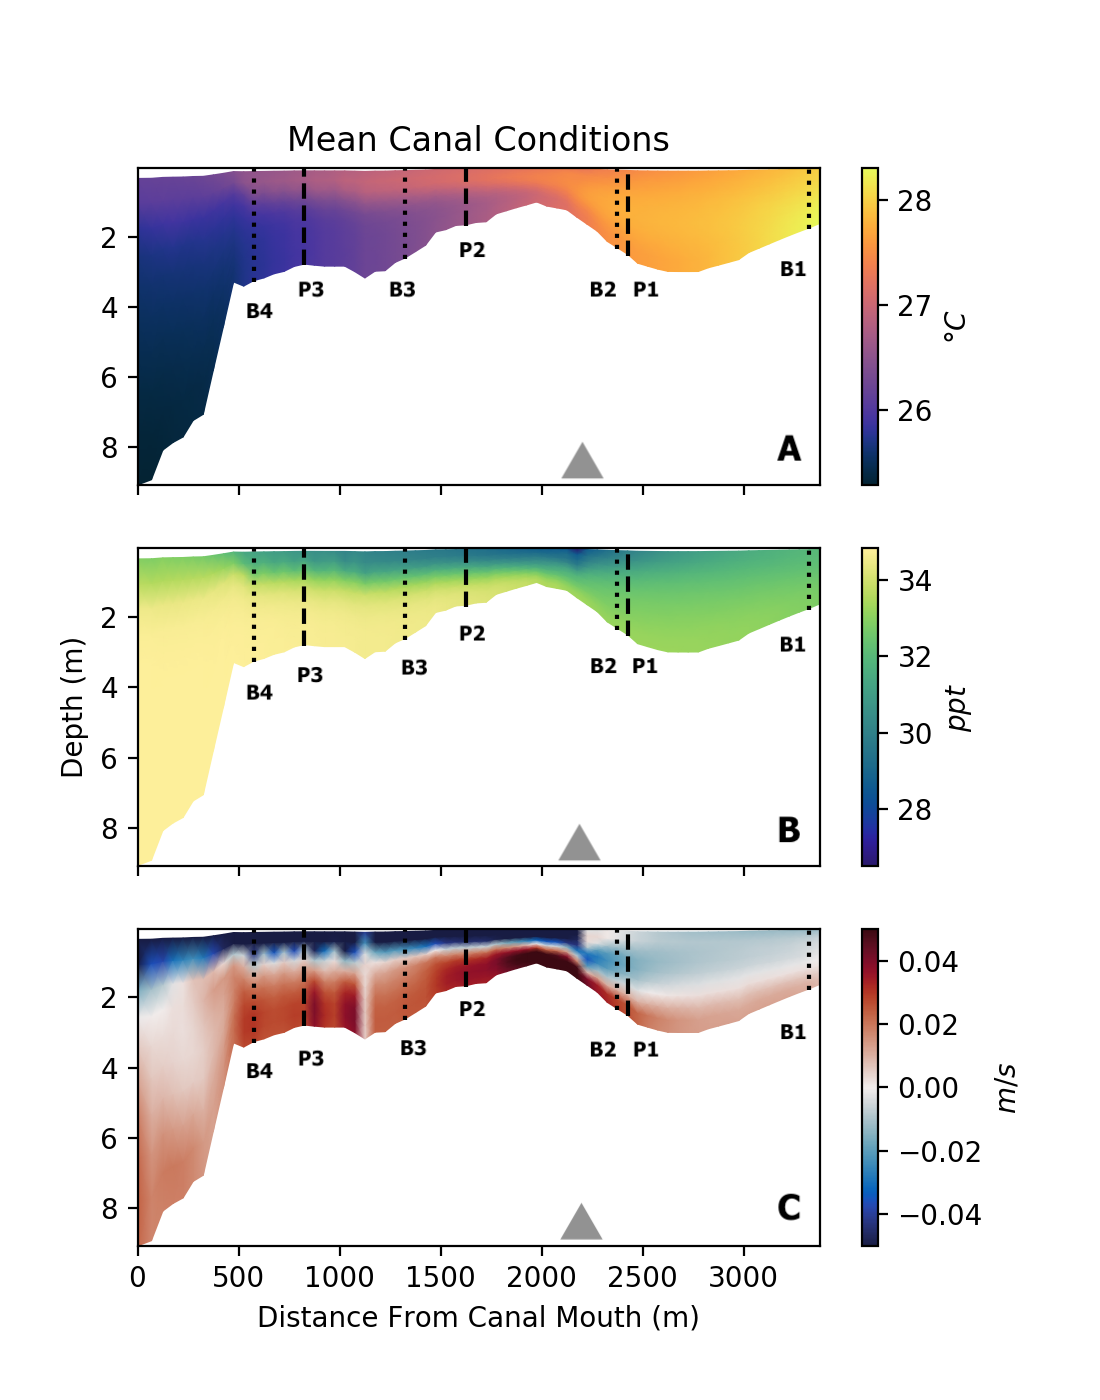 Mean Canal Conditions
2
4
6
8
B4
P3
B3
P2
B2
P1
B1
A
28
27
26
°C
Depth (m)
2
4
6
8
B4
P3
B3
P2
B2
P1
B1
B
34
32
30
28
ppt
2
4
6
8
B4
P3
B3
P2
B2
P1
B1
C
0.04
0.02
0.00
−0.02
−0.04
m/s
0 500 1000 1500 2000 2500 3000
Distance From Canal Mouth (m)